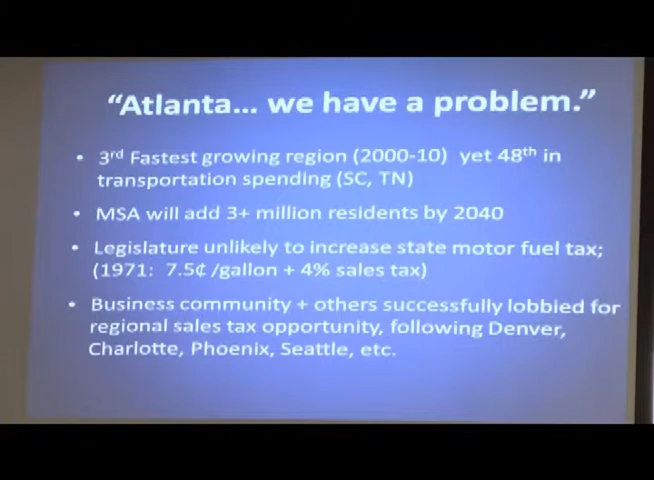 “Atlanta... we have a problem.”
• 3rd Fastest growing region (2000-10) yet 48th in
transportation spending (SC, TN)
• MSA will add 3+ million residents by 2040
• Legislature unlikely to increase state motor fuel tax;
(1971: 7.5¢ /gallon + 4% sales tax)
• Business community + others successfully lobbied for
regional sales tax opportunity, following Denver,
Charlotte, Phoenix, Seattle, etc.